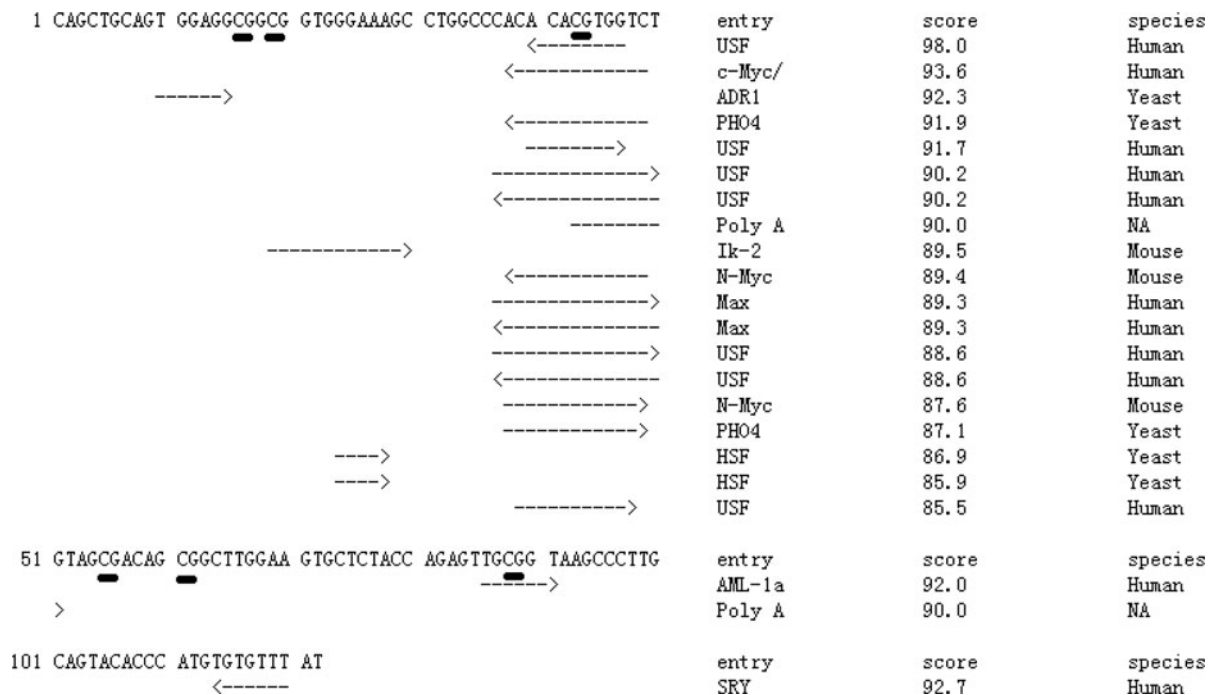 1 CAGCTGCAGT GGAGGCGGCG GTGGGAAAGC CTGGCCCACA CACGTGGTCT entry score species
<-------- USF 98.0 Human
<------------ c-Myc/ Human 93.6
------> ADR1 92.3 Yeast
<------------ PHO4 91.9 Yeast
--------> USF 91.7 Human
--------------> USF 90.2 Human
<-------------- USF 90.2 Human
-------- Poly A 90.0 NA
------------> Ik-2 89.5 Mouse
<------------ N-Myc 89.4 Mouse
--------------> Max 89.3 Human
<-------------- Max 89.3 Human
--------------> USF 88.6 Human
<-------------- USF 88.6 Human
------------> N-Myc 87.6 Mouse
------------> PHO4 87.1 Yeast
----> HSF 86.9 Yeast
----> HSF 85.9 Yeast
----------> USF 85.5 Human
51 GTAGCGACAG CGGCTTGGAA GTGCTCTACC AGAGTTGCGG TAAGCCCTTG entry score species
------> AML-1a 92.0 Human
> Poly A 90.0 NA
101 CAGTACACCC ATGTGTGTTT AT entry score species
<------ SRY 92.7 Human